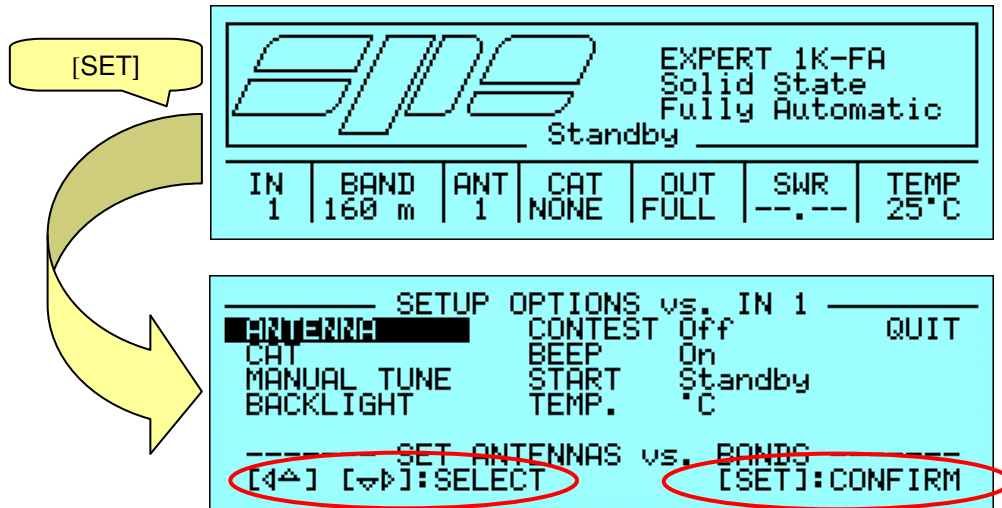 [SET]
spe
EXPERT 1K-FA
Solid State
Fully Automatic
Standby
IN BAND ANT CAT OUT SWR TEMP
1 160 m 1 NONE FULL --.-- 25°C
SETUP OPTIONS vs. IN 1
ANTENNA CONTEST Off QUIT
CAT BEEP On
MANUAL TUNE START Standby
BACKLIGHT TEMP. °C
------- SET ANTENNAS vs. BANDS -------
[◁△] [▽▷]:SELECT [SET]:CONFIRM